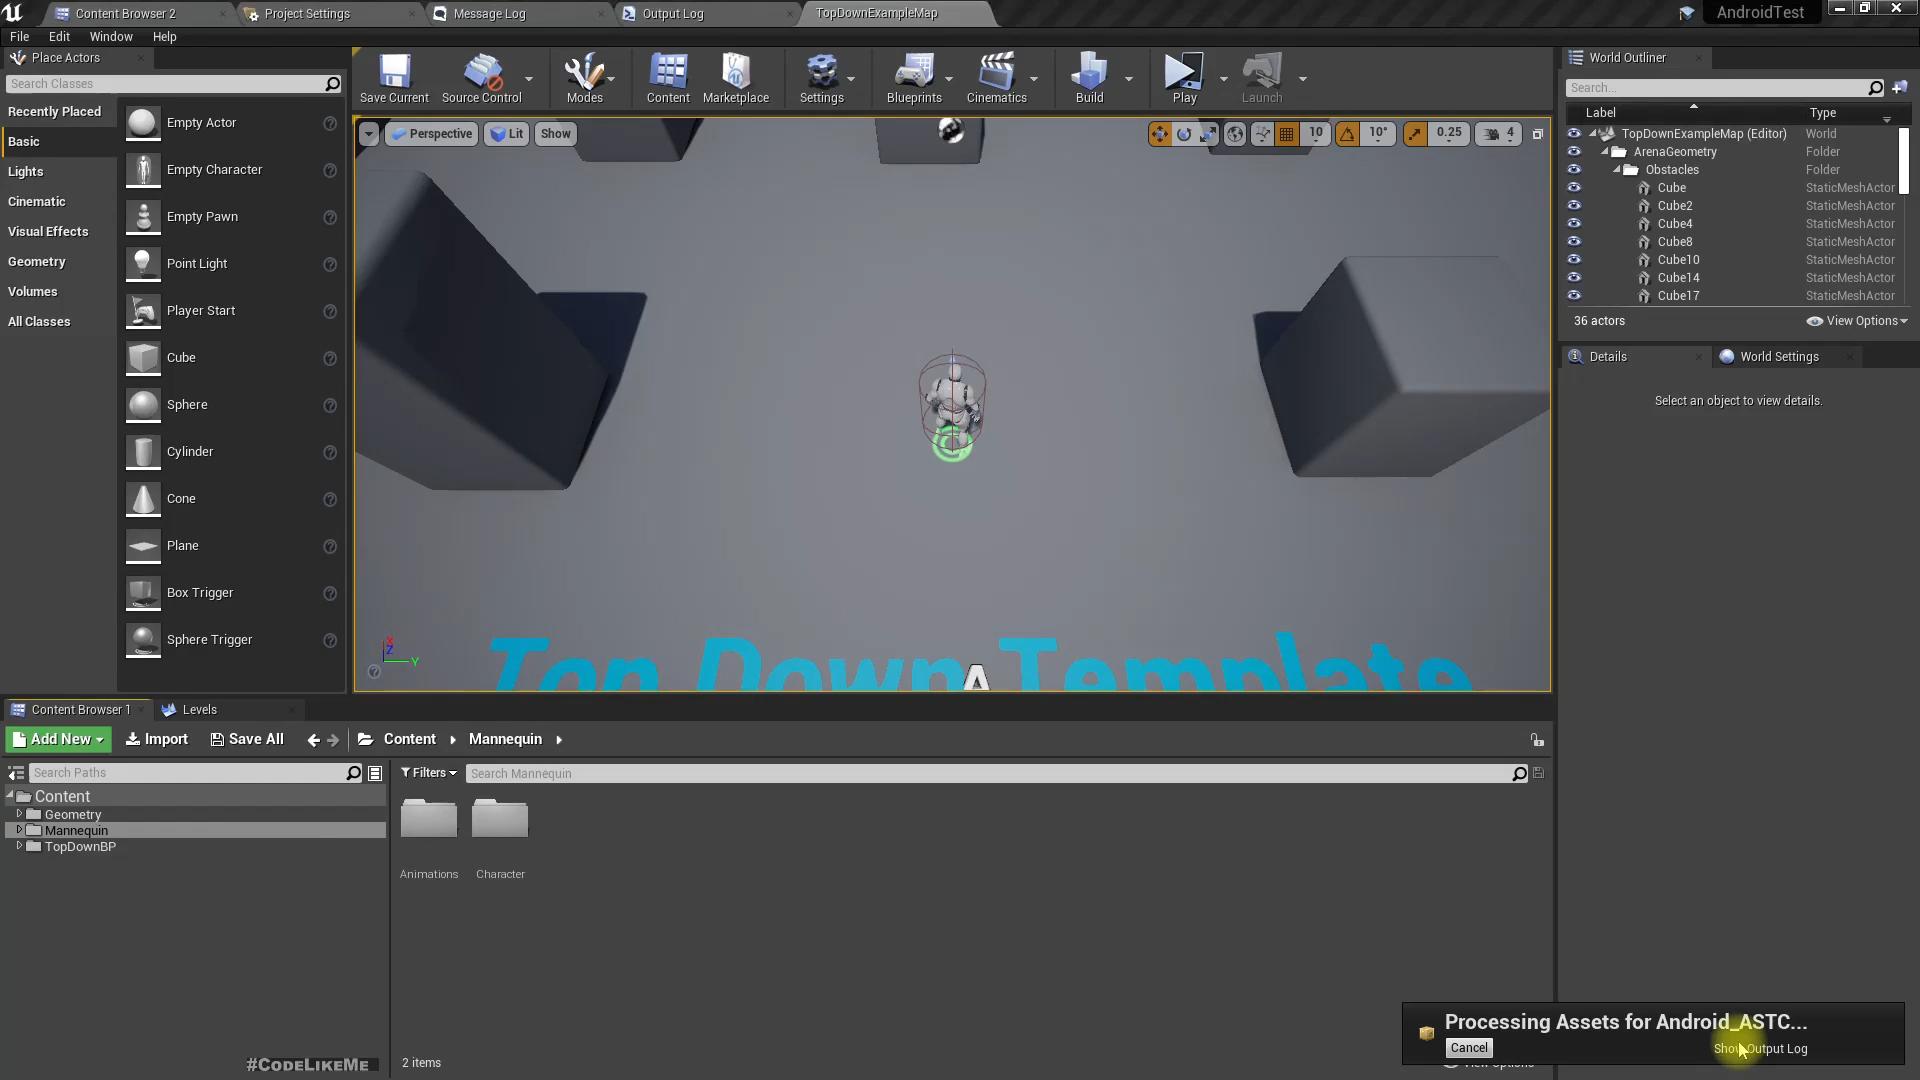 Content Browser 2
Project Settings
Message Log
Output Log
TopDownExampleMap
AndroidTest
File Edit Window Help
Place Actors
Search Classes
Recently Placed
Basic
Lights
Cinematic
Visual Effects
Geometry
Volumes
All Classes
Empty Actor
Empty Character
Empty Pawn
Point Light
Player Start
Cube
Sphere
Cylinder
Cone
Plane
Box Trigger
Sphere Trigger
Save Current
Source Control
Modes
Content
Marketplace
Settings
Blueprints
Cinematics
Build
Play
Launch
Perspective
Lit
Show
10
10°
0.25
4
X
Z
Y
Top Down Template
World Outliner
Search...
Label Type
TopDownExampleMap (Editor) World
ArenaGeometry Folder
Obstacles Folder
Cube StaticMeshActor
Cube2 StaticMeshActor
Cube4 StaticMeshActor
Cube8 StaticMeshActor
Cube10 StaticMeshActor
Cube14 StaticMeshActor
Cube17 StaticMeshActor
36 actors
View Options
Details
World Settings
Select an object to view details.
Content Browser 1
Levels
Add New
Import
Save All
Content
Mannequin
Search Paths
Filters
Search Mannequin
Content
Geometry
Mannequin
TopDownBP
Animations
Character
2 items
#CodeLikeMe
Processing Assets for Android_ASTC...
Cancel
Show Output Log